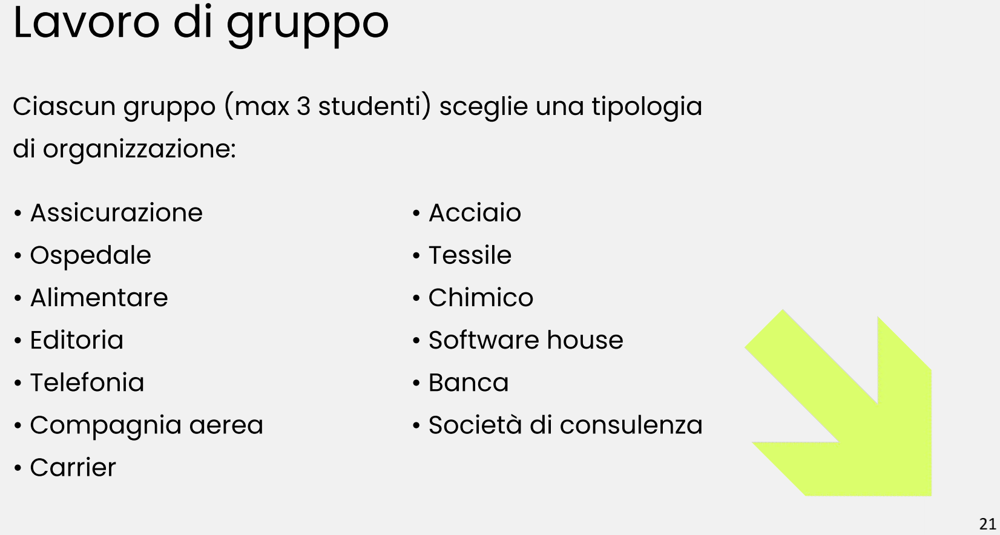 Lavoro di gruppo
Ciascun gruppo (max 3 studenti) sceglie una tipologia
di organizzazione:
• Assicurazione
• Ospedale
• Alimentare
• Editoria
• Telefonia
• Compagnia aerea
• Carrier
• Acciaio
• Tessile
• Chimico
• Software house
• Banca
• Società di consulenza
21